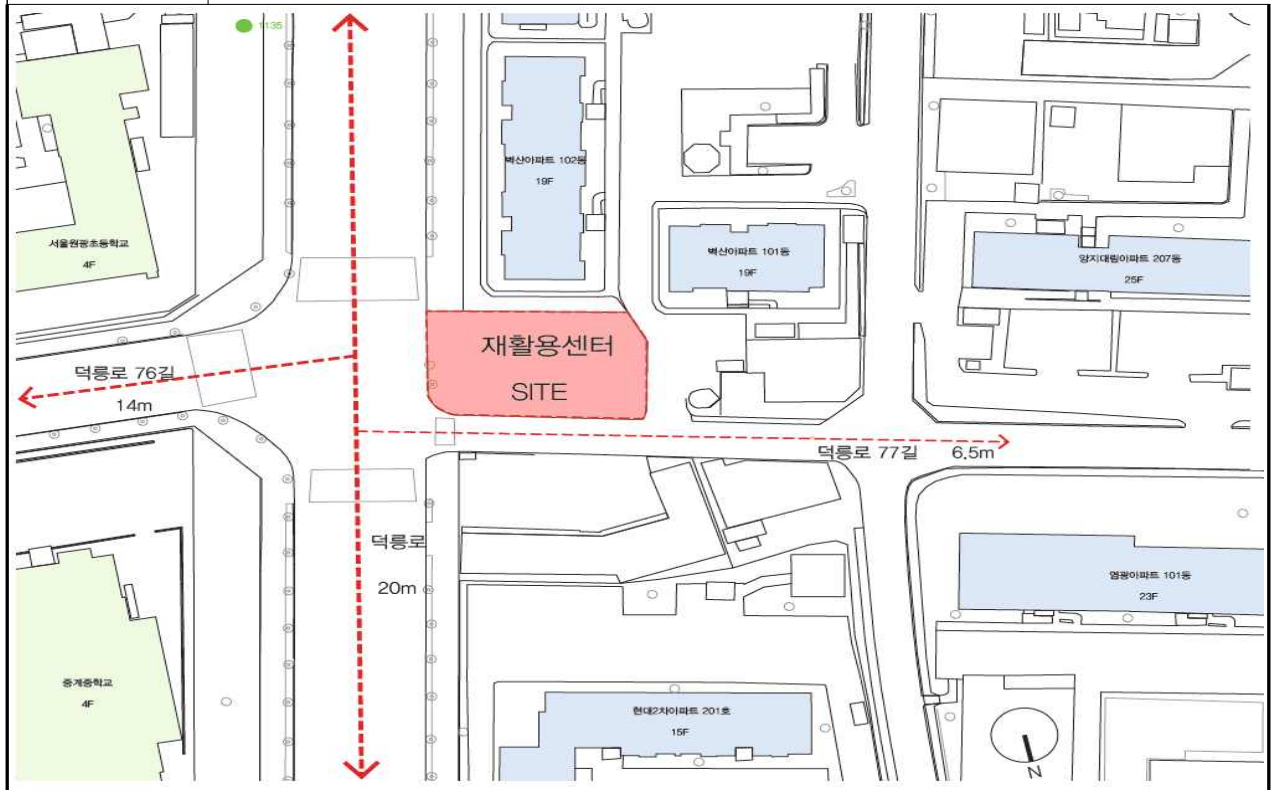 1135
벽산아파트 102동
19F
서울원광초등학교
4F
벽산아파트 101동
19F
양지대림아파트 207동
25F
재활용센터
SITE
덕릉로 76길
14m
덕릉로 77길 6.5m
덕릉로
20m
염광아파트 101동
23F
중계중학교
4F
현대2차아파트 201호
15F
N